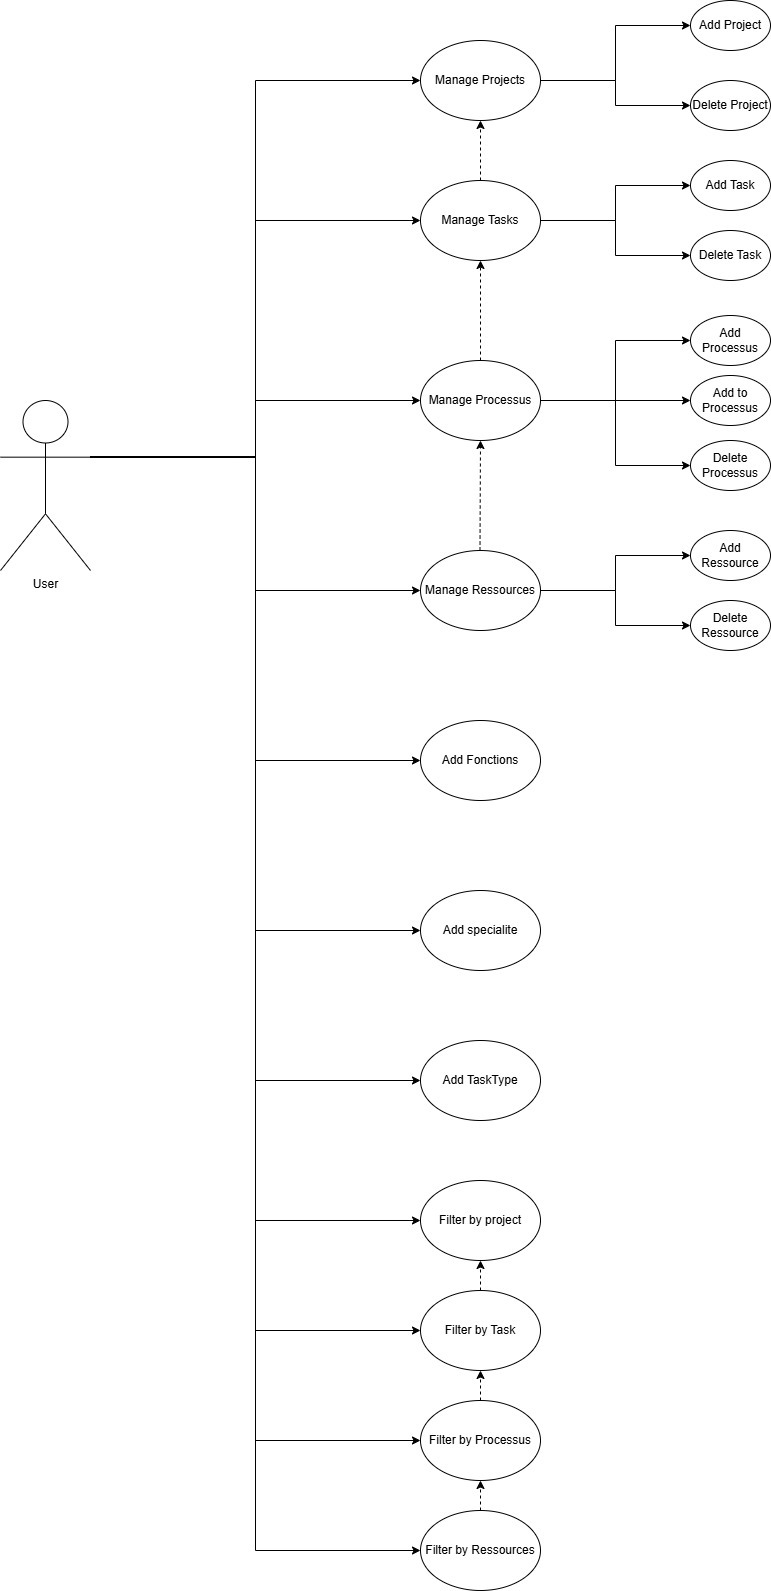 Add Project
Manage Projects
Delete Project
Add Task
Manage Tasks
Delete Task
Add
Processus
Manage Processus
Add to
Processus
Delete
Processus
Add
Ressource
User
Manage Ressources
Delete
Ressource
Add Fonctions
Add specialite
Add TaskType
Filter by project
Filter by Task
Filter by Processus
Filter by Ressources